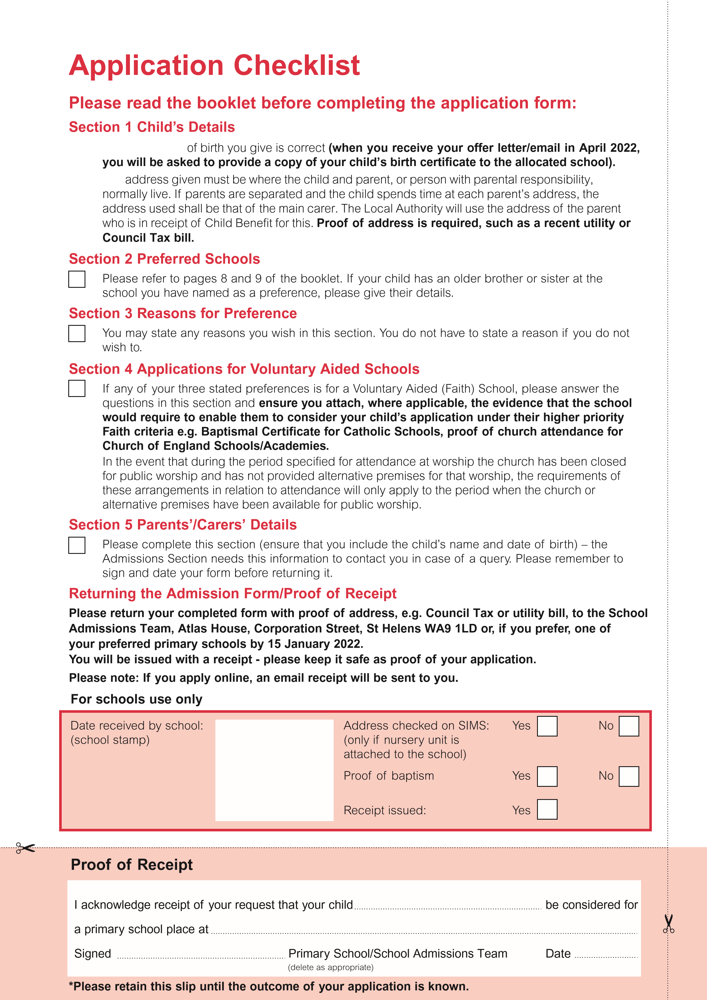 Application Checklist
Please read the booklet before completing the application form:
Section 1 Child’s Details
of birth you give is correct (when you receive your offer letter/email in April 2022,
you will be asked to provide a copy of your child’s birth certificate to the allocated school).
address given must be where the child and parent, or person with parental responsibility,
normally live. If parents are separated and the child spends time at each parent’s address, the
address used shall be that of the main carer. The Local Authority will use the address of the parent
who is in receipt of Child Benefit for this. Proof of address is required, such as a recent utility or
Council Tax bill.
Section 2 Preferred Schools
Please refer to pages 8 and 9 of the booklet. If your child has an older brother or sister at the
school you have named as a preference, please give their details.
Section 3 Reasons for Preference
You may state any reasons you wish in this section. You do not have to state a reason if you do not
wish to.
Section 4 Applications for Voluntary Aided Schools
If any of your three stated preferences is for a Voluntary Aided (Faith) School, please answer the
questions in this section and ensure you attach, where applicable, the evidence that the school
would require to enable them to consider your child’s application under their higher priority
Faith criteria e.g. Baptismal Certificate for Catholic Schools, proof of church attendance for
Church of England Schools/Academies.
In the event that during the period specified for attendance at worship the church has been closed
for public worship and has not provided alternative premises for that worship, the requirements of
these arrangements in relation to attendance will only apply to the period when the church or
alternative premises have been available for public worship.
Section 5 Parents’/Carers’ Details
Please complete this section (ensure that you include the child’s name and date of birth) – the
Admissions Section needs this information to contact you in case of a query. Please remember to
sign and date your form before returning it.
Returning the Admission Form/Proof of Receipt
Please return your completed form with proof of address, e.g. Council Tax or utility bill, to the School
Admissions Team, Atlas House, Corporation Street, St Helens WA9 1LD or, if you prefer, one of
your preferred primary schools by 15 January 2022.
You will be issued with a receipt - please keep it safe as proof of your application.
Please note: If you apply online, an email receipt will be sent to you.
For schools use only
Date received by school:
(school stamp)
Address checked on SIMS: Yes No
(only if nursery unit is
attached to the school)
Proof of baptism Yes No
Receipt issued: Yes
Proof of Receipt
I acknowledge receipt of your request that your child be considered for
a primary school place at
Signed Primary School/School Admissions Team Date
(delete as appropriate)
*Please retain this slip until the outcome of your application is known.